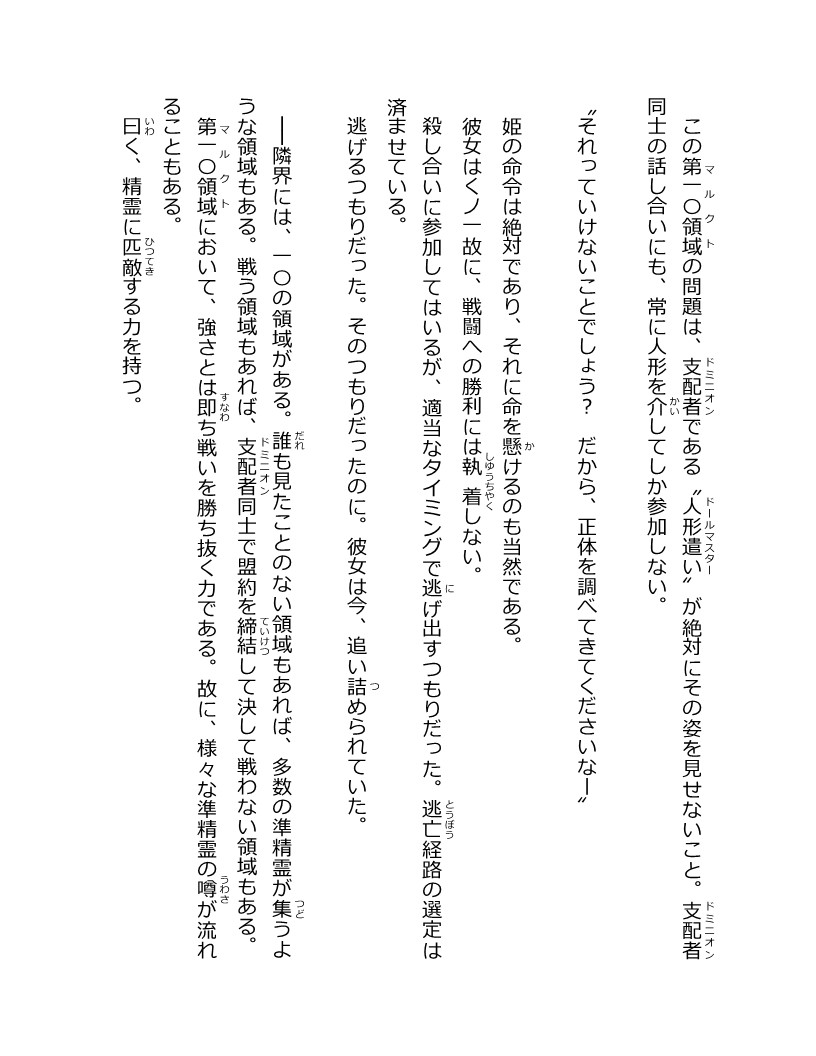 この第一〇領域の問題は、支配者である〝人形遣い〟が絶対にその姿を見せないこと。支配者
同士の話し合いにも、常に人形を介してしか参加しない。
〝それっていけないことでしょう？　だから、正体を調べてきてくださいなー〟
姫の命令は絶対であり、それに命を懸けるのも当然である。
彼女はくノ一故に、戦闘への勝利には執着しない。
殺し合いに参加してはいるが、適当なタイミングで逃げ出すつもりだった。逃亡経路の選定は
済ませている。
逃げるつもりだった。そのつもりだったのに。彼女は今、追い詰められていた。
──隣界には、一〇の領域がある。誰も見たことのない領域もあれば、多数の準精霊が集うよ
うな領域もある。戦う領域もあれば、支配者同士で盟約を締結して決して戦わない領域もある。
第一〇領域において、強さとは即ち戦いを勝ち抜く力である。故に、様々な準精霊の噂が流れ
ることもある。
曰く、精霊に匹敵する力を持つ。